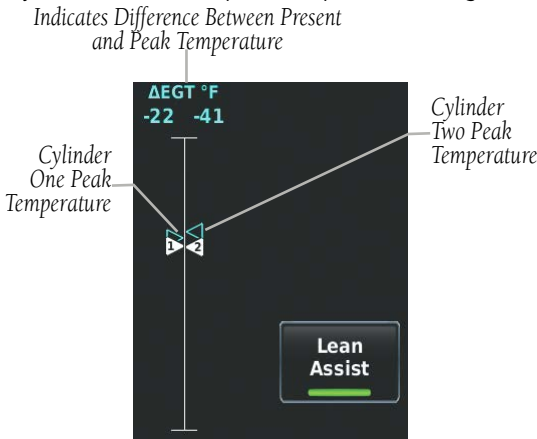 Indicates Difference Between Present
and Peak Temperature
ΔEGT °F
-22 -41
Cylinder
One Peak
Temperature
Cylinder
Two Peak
Temperature
1 2
Lean
Assist